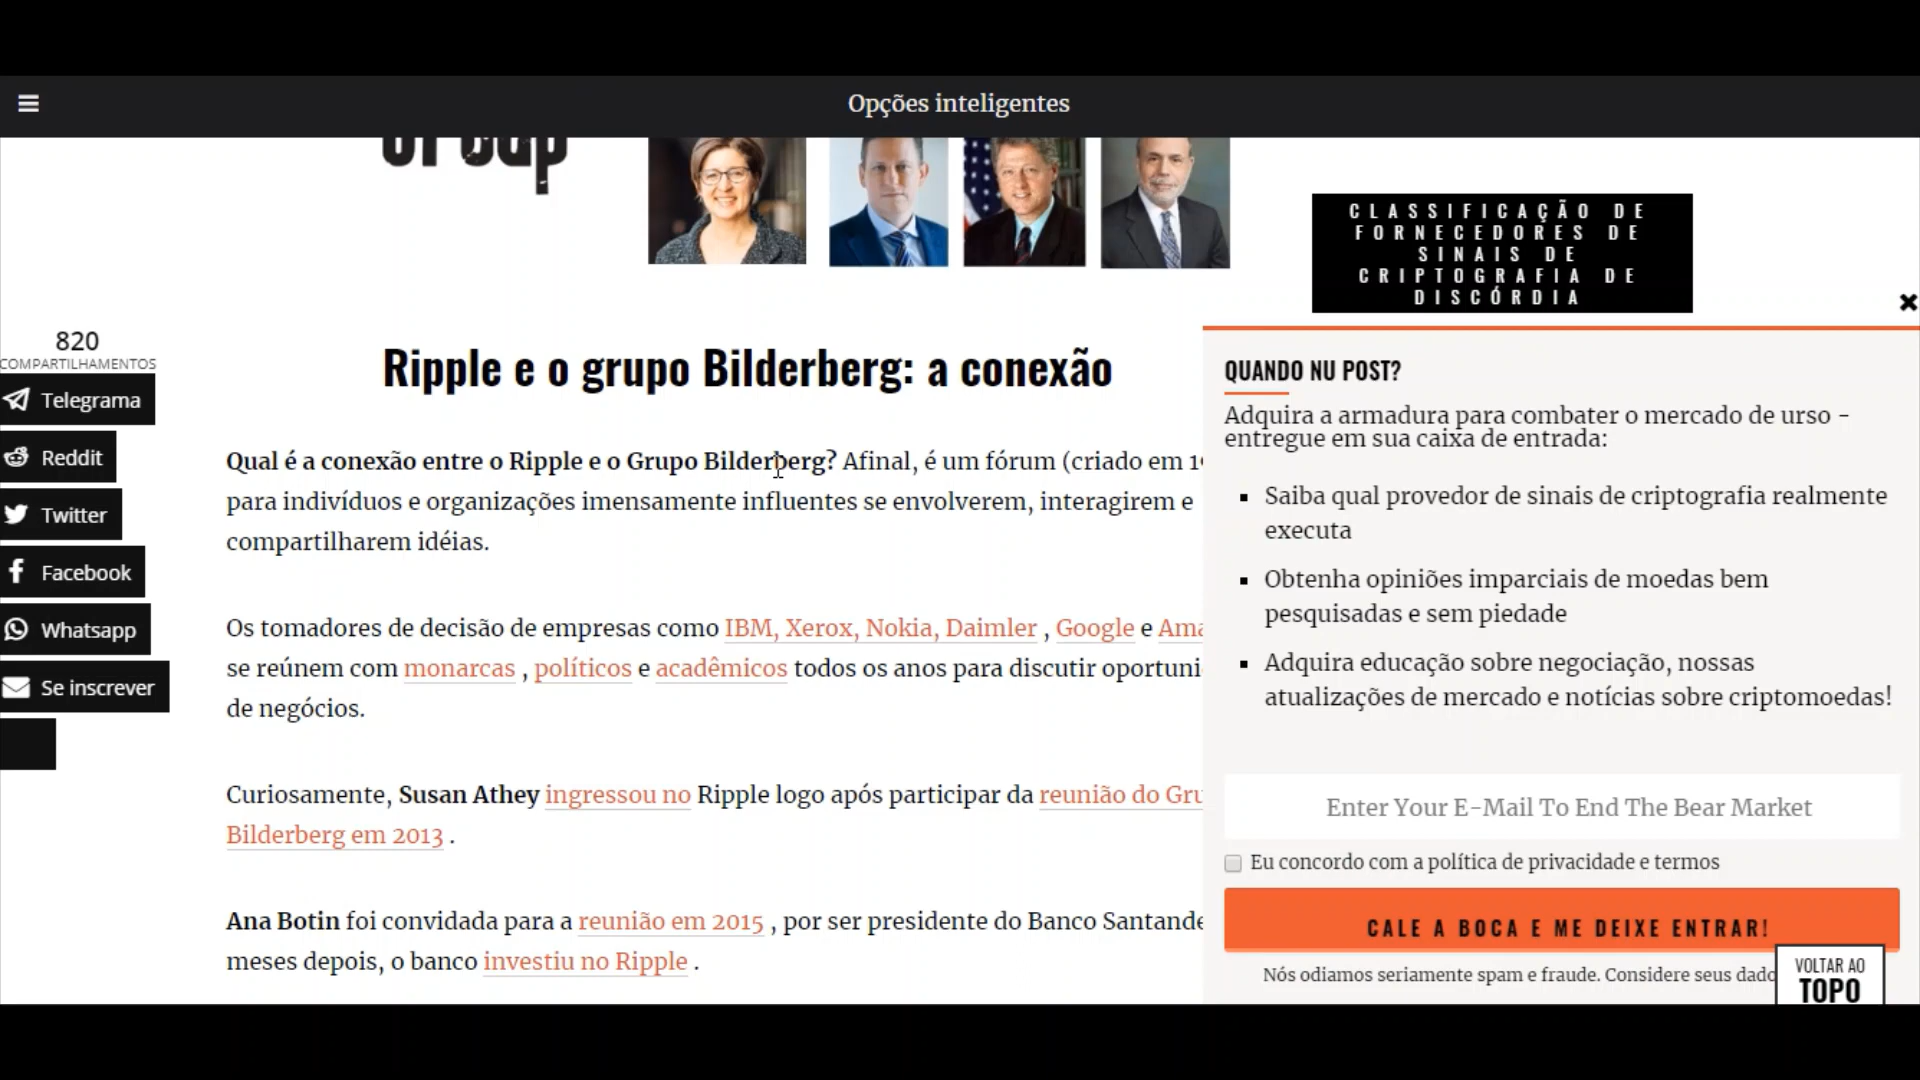 Opções inteligentes
Group
CLASSIFICAÇÃO DE
FORNECEDORES DE
SINAIS DE
CRIPTOGRAFIA DE
DISCÓRDIA
820
COMPARTILHAMENTOS
Telegrama
Reddit
Twitter
Facebook
Whatsapp
Se inscrever
Ripple e o grupo Bilderberg: a conexão
Qual é a conexão entre o Ripple e o Grupo Bilderberg? Afinal, é um fórum (criado em
para indivíduos e organizações imensamente influentes se envolverem, interagirem e
compartilharem idéias.
Os tomadores de decisão de empresas como IBM, Xerox, Nokia, Daimler , Google e
se reúnem com monarcas , políticos e acadêmicos todos os anos para discutir
de negócios.
Curiosamente, Susan Athey ingressou no Ripple logo após participar da reunião do
Bilderberg em 2013 .
Ana Botin foi convidada para a reunião em 2015 , por ser presidente do Banco
meses depois, o banco investiu no Ripple .
QUANDO NU POST?
Adquira a armadura para combater o mercado de urso -
entregue em sua caixa de entrada:
Saiba qual provedor de sinais de criptografia realmente
executa
Obtenha opiniões imparciais de moedas bem
pesquisadas e sem piedade
Adquira educação sobre negociação, nossas
atualizações de mercado e notícias sobre criptomoedas!
Enter Your E-Mail To End The Bear Market
Eu concordo com a política de privacidade e termos
CALE A BOCA E ME DEIXE ENTRAR!
Nós odiamos seriamente spam e fraude. Considere seus
VOLTAR AO
TOPO